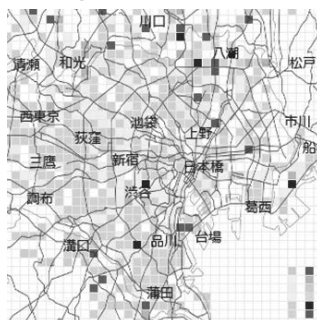 川口
八潮
清瀬 和光 松戸
西東京 池袋 上野 市川
荻窪
三鷹 新宿 日本橋 船
調布 渋谷 葛西
溝口 品川 台場
蒲田